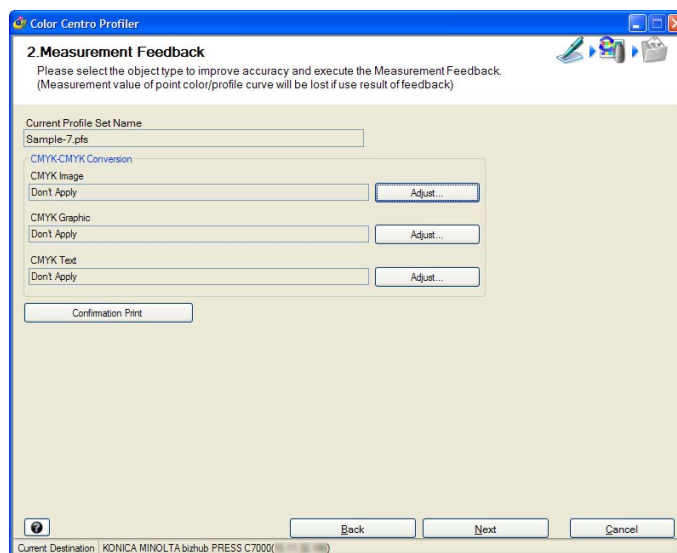 Color Centro Profiler
2.Measurement Feedback
Please select the object type to improve accuracy and execute the Measurement Feedback.
(Measurement value of point color/profile curve will be lost if use result of feedback)
Current Profile Set Name
Sample-7.pfs
CMYK-CMYK Conversion
CMYK Image
Don't Apply
Adjust...
CMYK Graphic
Don't Apply
Adjust...
CMYK Text
Don't Apply
Adjust...
Confirmation Print
Back
Next
Cancel
Current Destination KONICA MINOLTA bizhub PRESS C7000(